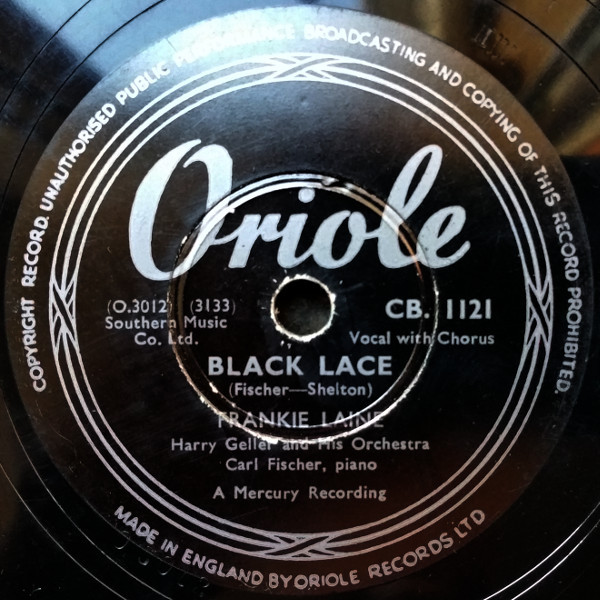 COPYRIGHT RECORD. UNAUTHORISED PUBLIC PERFORMANCE BROADCASTING AND COPYING OF THIS RECORD PROHIBITED.
Oriole
(O.3012) (3133)
Southern Music
Co. Ltd.
CB. 1121
Vocal with Chorus
BLACK LACE
(Fischer—Shelton)
FRANKIE LAINE
Harry Geller and His Orchestra
Carl Fischer, piano
A Mercury Recording
MADE IN ENGLAND BY ORIOLE RECORDS LTD